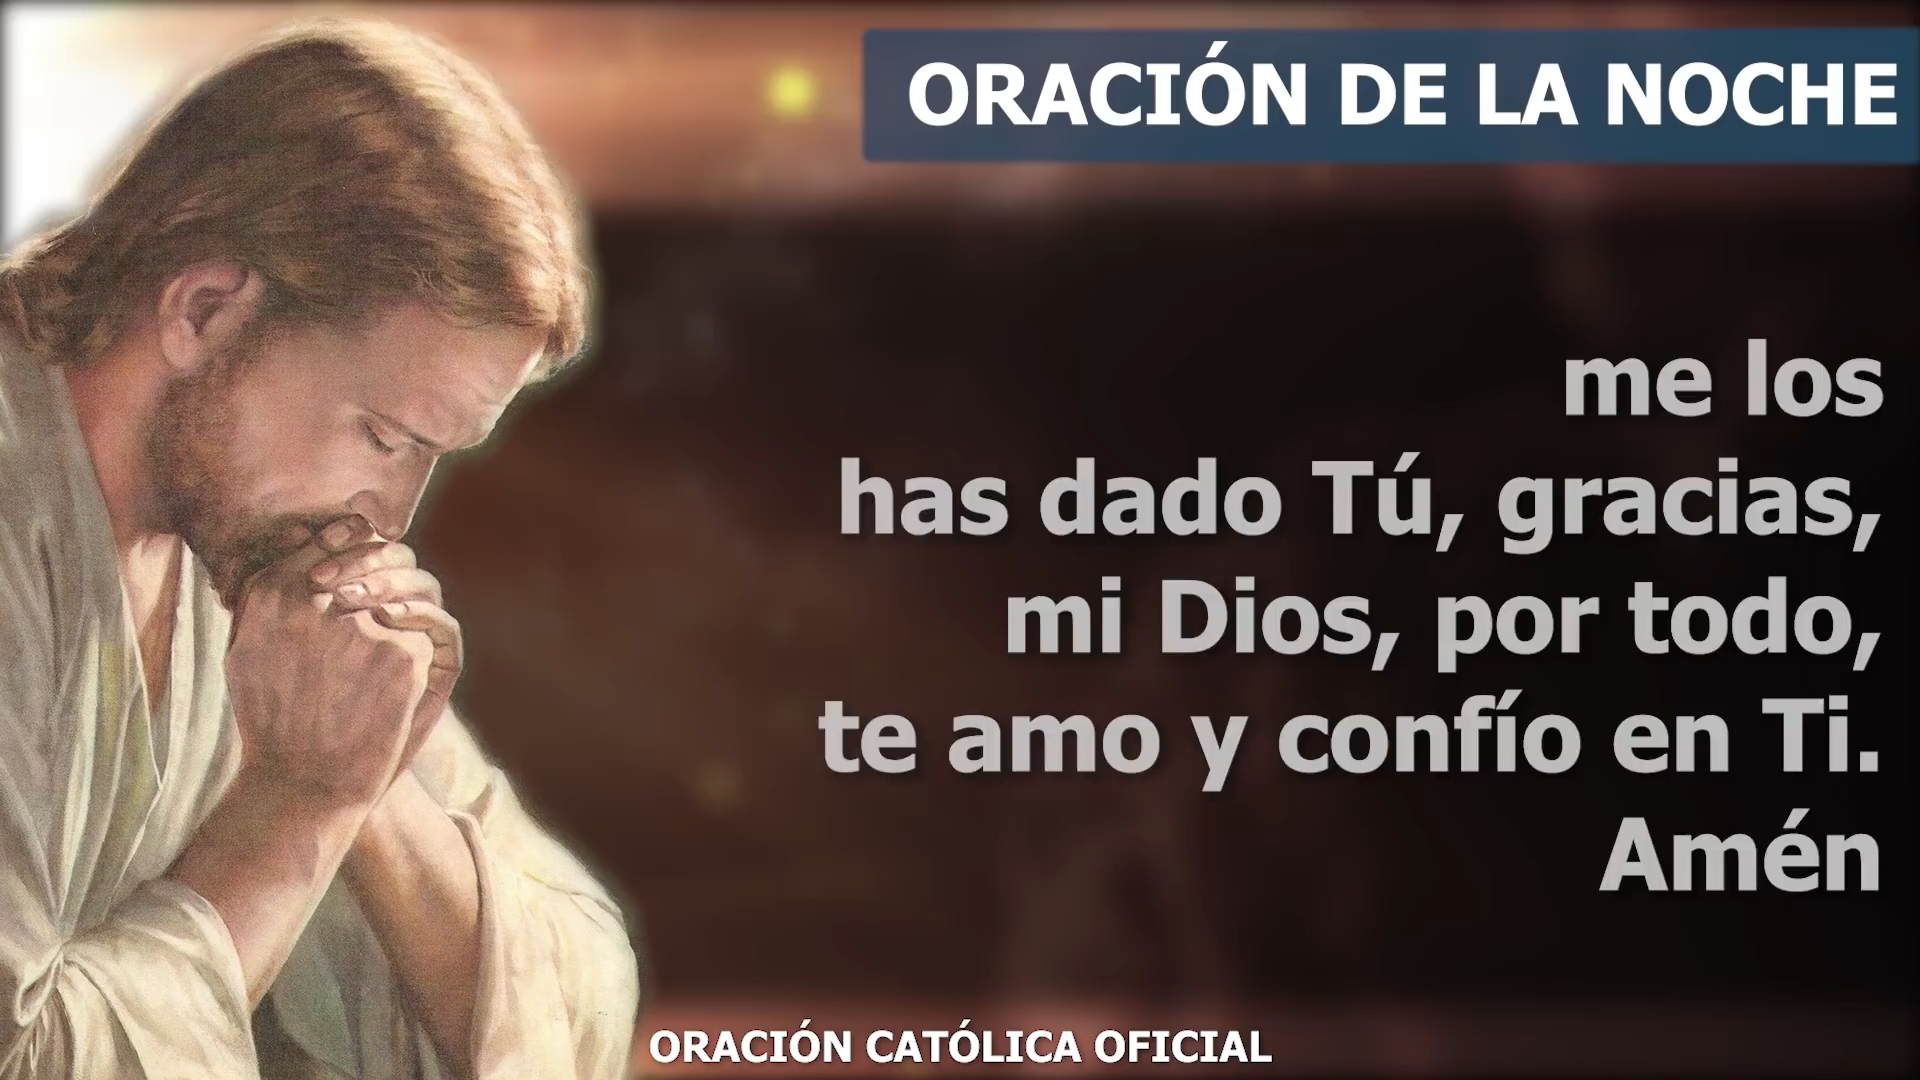 ORACIÓN DE LA NOCHE
me los
has dado Tú, gracias,
mi Dios, por todo,
te amo y confío en Ti.
Amén
ORACIÓN CATÓLICA OFICIAL